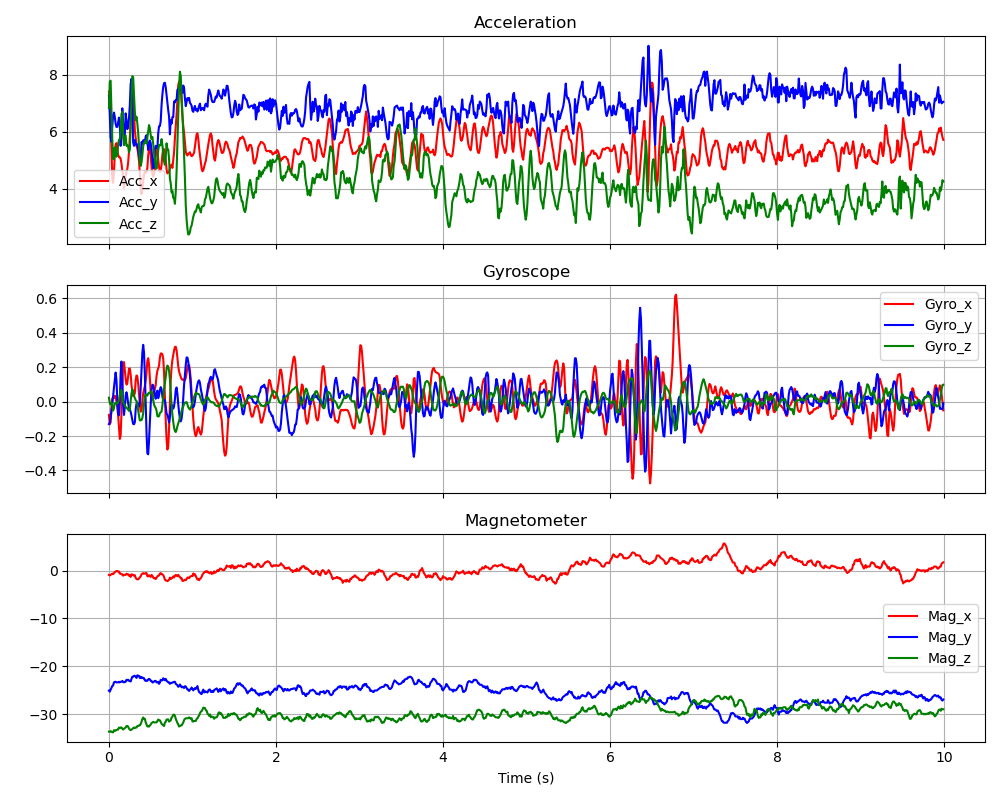 Acceleration
8
6
4
Acc_x
Acc_y
Acc_z
Gyroscope
0.6
0.4
0.2
0.0
−0.2
−0.4
Gyro_x
Gyro_y
Gyro_z
Magnetometer
0
−10
−20
−30
Mag_x
Mag_y
Mag_z
0 2 4 6 8 10
Time (s)